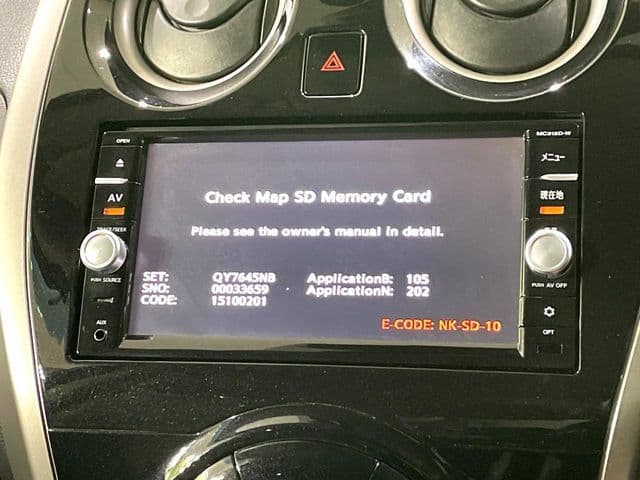 OPEN
MC315D-W
メニュー
AV
現在地
TRACK/SEEK
Check Map SD Memory Card
Please see the owner's manual in detail.
PUSH SOURCE
PUSH AV OFF
SET: QY7645NB ApplicationB: 105
SNO: 00033659 ApplicationN: 202
CODE: 15100201
AUX
E-CODE: NK-SD-10
OPT